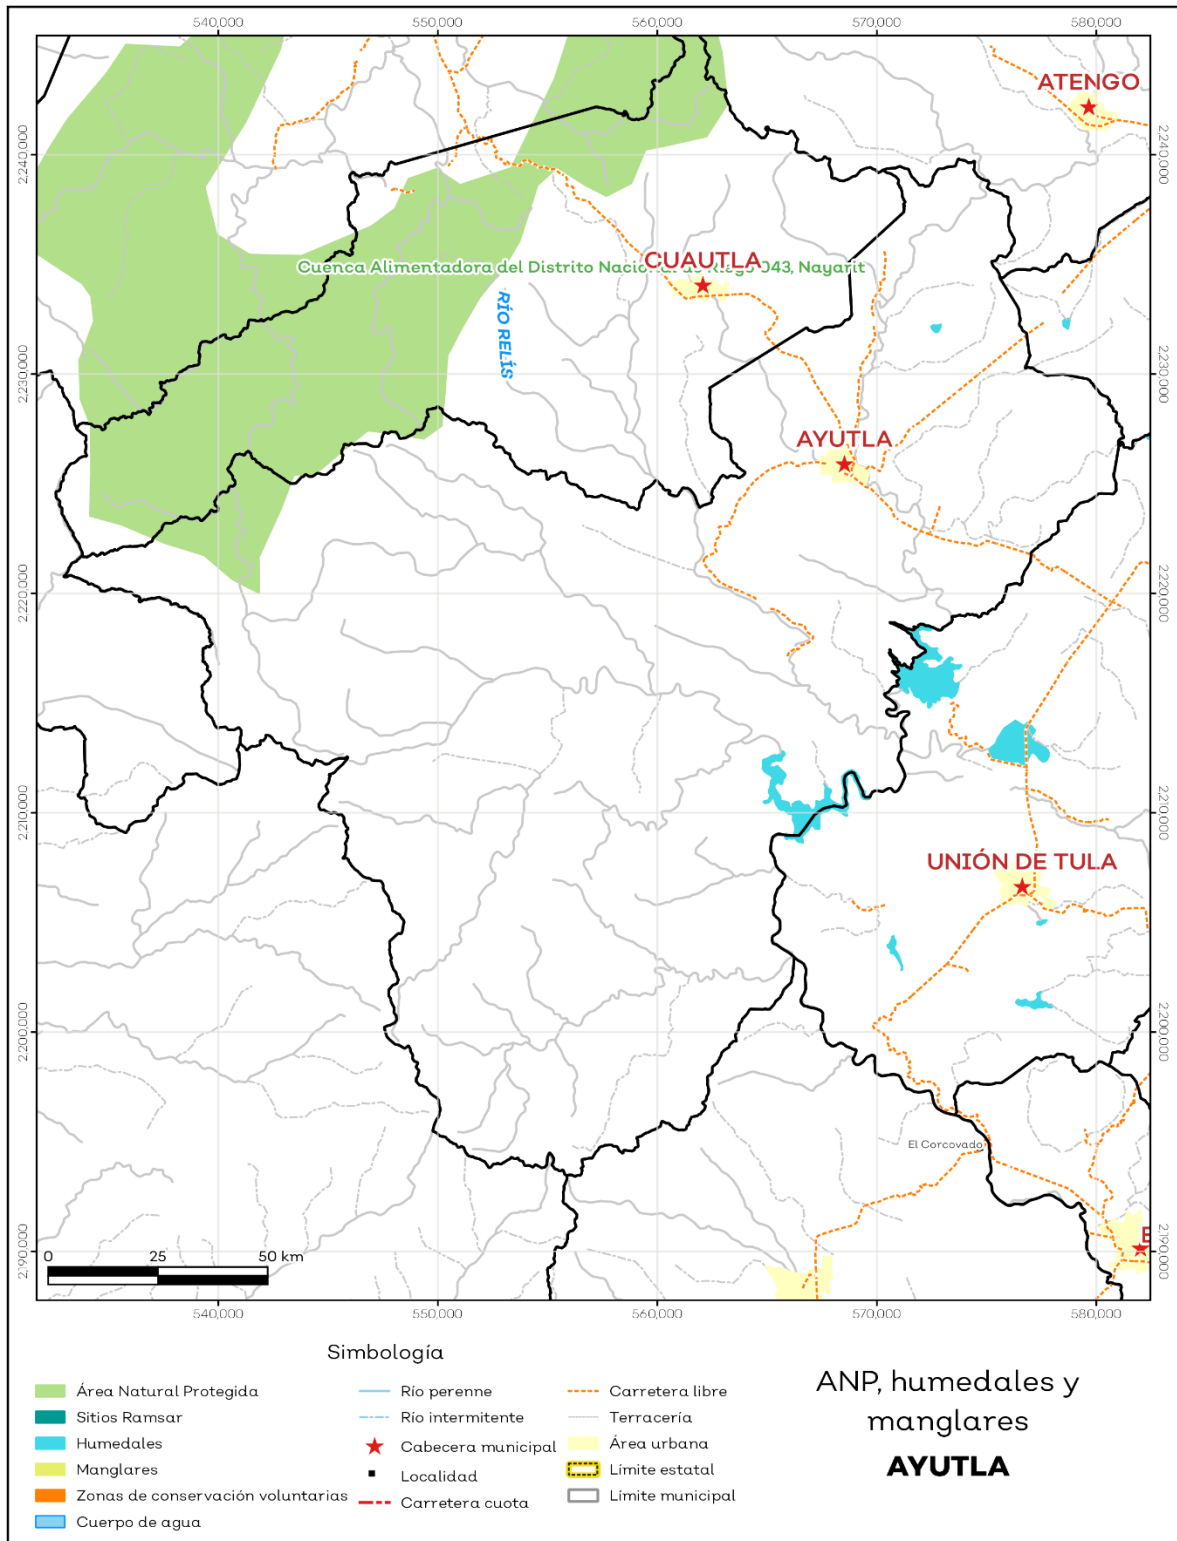 540,000 550,000 560,000 570,000 580,000
ATENGO
2,240,000 2,240,000
CUAUTLA
Cuenca Alimentadora del Distrito Nacional de Riego 043, Nayarit
RÍO RELÍS
2,230,000 2,230,000
AYUTLA
2,220,000 2,220,000
2,210,000 2,210,000
UNIÓN DE TULA
2,200,000 2,200,000
El Corcovado
E
2,190,000 2,190,000
0 25 50 km
540,000 550,000 560,000 570,000 580,000
Simbología
Área Natural Protegida
Sitios Ramsar
Humedales
Manglares
Zonas de conservación voluntarias
Cuerpo de agua
Río perenne
Río intermitente
Cabecera municipal
Localidad
Carretera cuota
Carretera libre
Terracería
Área urbana
Límite estatal
Límite municipal
ANP, humedales y
manglares
AYUTLA